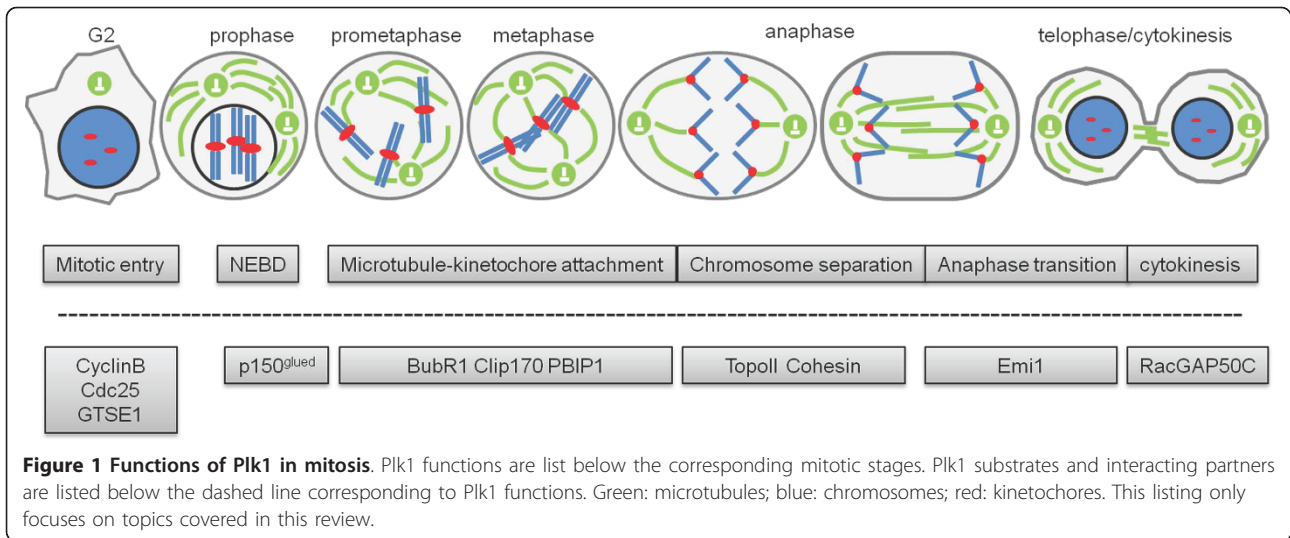 G2 prophase prometaphase metaphase anaphase telophase/cytokinesis
Mitotic entry NEBD Microtubule-kinetochore attachment Chromosome separation Anaphase transition cytokinesis
CyclinB
Cdc25
GTSE1
p150glued
BubR1 Clip170 PBIP1
TopoII Cohesin
Emi1
RacGAP50C
Figure 1 Functions of Plk1 in mitosis. Plk1 functions are list below the corresponding mitotic stages. Plk1 substrates and interacting partners
are listed below the dashed line corresponding to Plk1 functions. Green: microtubules; blue: chromosomes; red: kinetochores. This listing only
focuses on topics covered in this review.